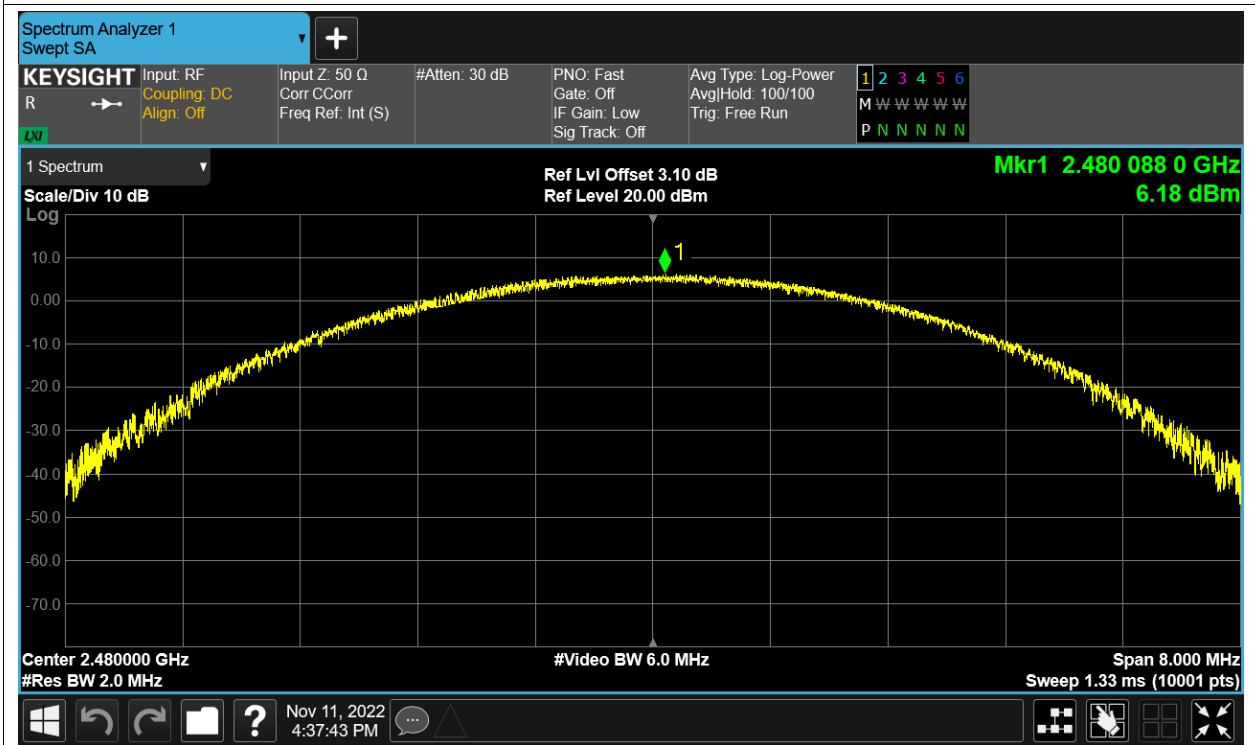 Spectrum Analyzer 1
Swept SA
KEYSIGHT
R
LXI
Input: RF
Coupling: DC
Align: Off
Input Z: 50 Ω
Corr CCorr
Freq Ref: Int (S)
#Atten: 30 dB
PNO: Fast
Gate: Off
IF Gain: Low
Sig Track: Off
Avg Type: Log-Power
Avg|Hold: 100/100
Trig: Free Run
1 2 3 4 5 6
M W W W W W
P N N N N N
1 Spectrum
Scale/Div 10 dB
Log
Ref Lvl Offset 3.10 dB
Ref Level 20.00 dBm
Mkr1 2.480 088 0 GHz
6.18 dBm
1
10.0
0.00
-10.0
-20.0
-30.0
-40.0
-50.0
-60.0
-70.0
Center 2.480000 GHz
#Res BW 2.0 MHz
#Video BW 6.0 MHz
Span 8.000 MHz
Sweep 1.33 ms (10001 pts)
?
Nov 11, 2022
4:37:43 PM